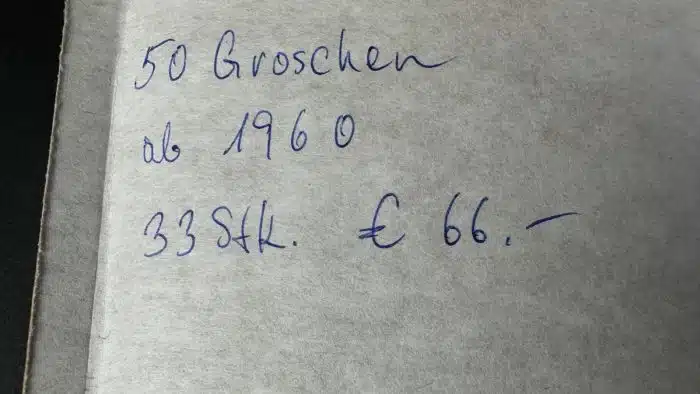 50 Groschen
ab 1960
33 Stk. € 66.-